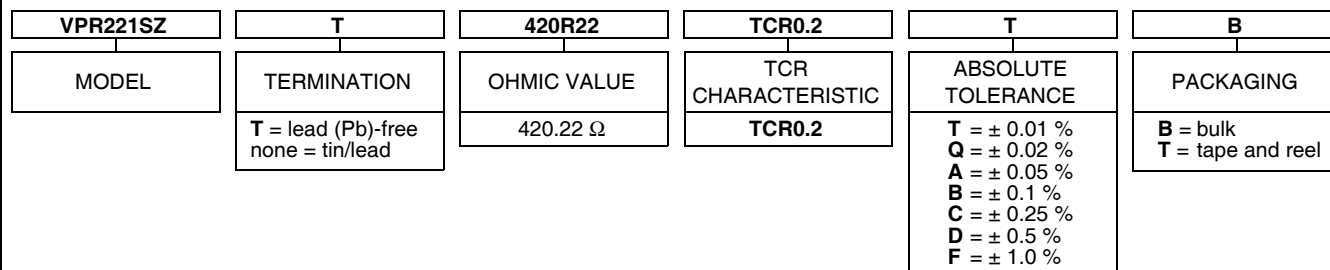 VPR221SZ T 420R22 TCR0.2 T B
MODEL
TERMINATION
T = lead (Pb)-free
none = tin/lead
OHMIC VALUE
420.22 Ω
TCR
CHARACTERISTIC
TCR0.2
ABSOLUTE
TOLERANCE
T = ± 0.01 %
Q = ± 0.02 %
A = ± 0.05 %
B = ± 0.1 %
C = ± 0.25 %
D = ± 0.5 %
F = ± 1.0 %
PACKAGING
B = bulk
T = tape and reel